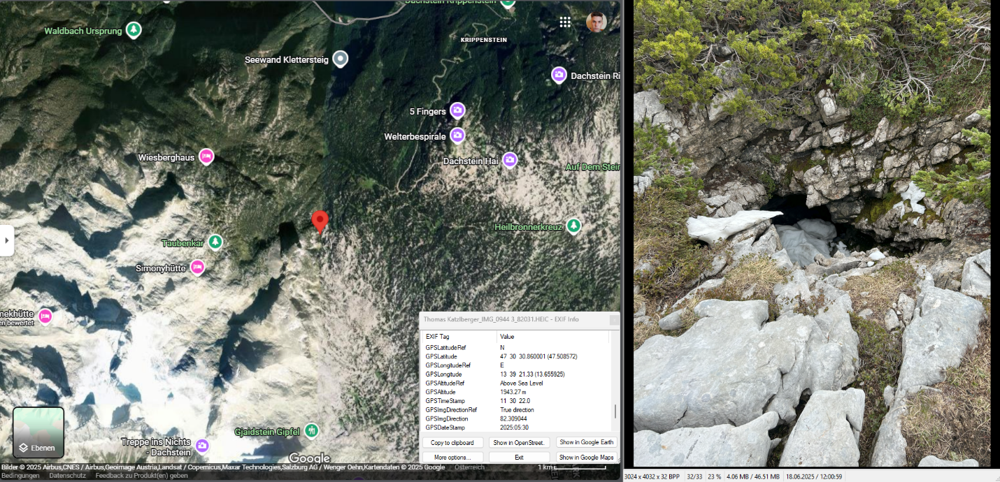 Dachstein Krippenstein
Waldbach Ursprung
KRIPPENSTEIN
Seewand Klettersteig
Dachstein Ri
5 Fingers
Welterbespirale
Wiesberghaus
Dachstein Hai
Auf Dem Stein
Heilbronnerkreuz
Taubenkar
Simonyhütte
nekhütte
en bewertet
Thomas Katzlberger_IMG_0944 3_82031.HEIC - EXIF Info
EXIF Tag Value
GPSLatitudeRef N
GPSLatitude 47 30 30.860001 (47.508572)
GPSLongitudeRef E
GPSLongitude 13 39 21.33 (13.655925)
GPSAltitudeRef Above Sea Level
GPSAltitude 1943.27 m
GPSTimeStamp 11 30 22.0
GPSImgDirectionRef True direction
GPSImgDirection 82.309044
GPSDateStamp 2025:05:30
Copy to clipboard Show in OpenStreet. Show in Google Earth
More options... Exit Show in Google Maps
Gjaidstein Gipfel
Treppe ins Nichts
- Dachstein
Ebenen
Google
Bilder © 2025 Airbus,CNES / Airbus,Geoimage Austria,Landsat / Copernicus,Maxar Technologies,Salzburg AG / Wenger Oehn,Kartendaten © 2025 Google Österreich 1 km
Bedingungen Datenschutz Feedback zu Produkt(en) geben
3024 x 4032 x 32 BPP 32/33 23 % 4.06 MB / 46.51 MB 18.06.2025 / 12:00:59